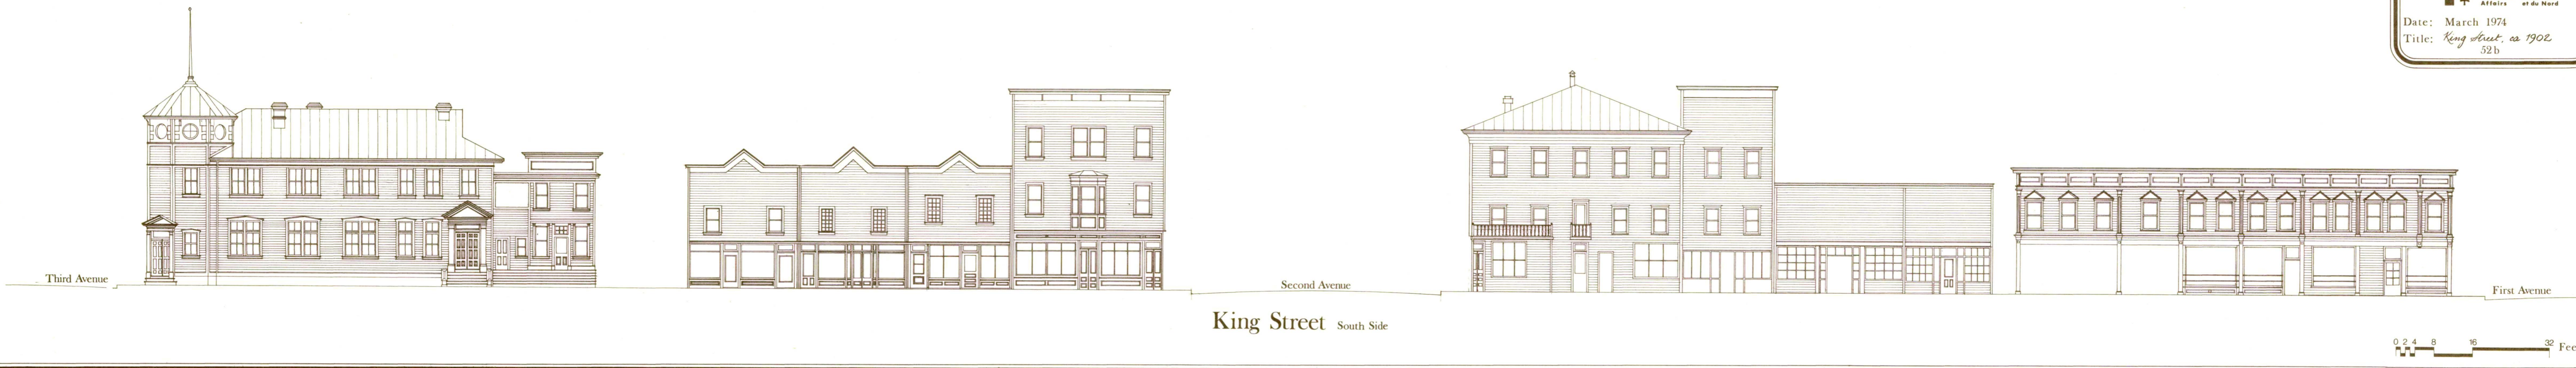 Affairs et du Nord
Date: March 1974
Title: King Street, ca 1902
52 b
Third Avenue
Second Avenue
First Avenue
King Street South Side
0 2 4 8 16 32 Fee